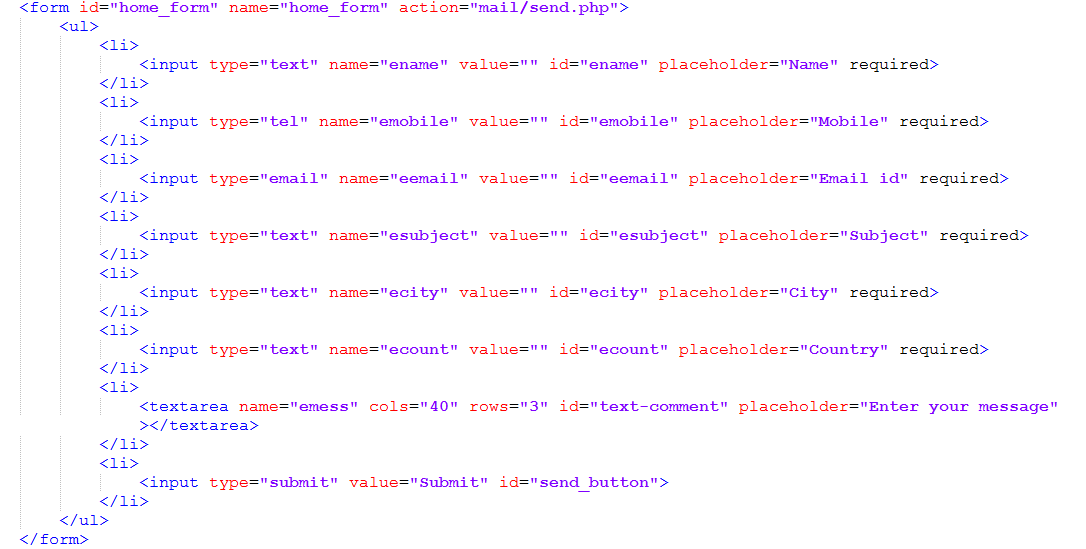 <form id="home_form" name="home_form" action="mail/send.php">
<ul>
<li>
<input type="text" name="ename" value="" id="ename" placeholder="Name" required>
</li>
<li>
<input type="tel" name="emobile" value="" id="emobile" placeholder="Mobile" required>
</li>
<li>
<input type="email" name="eemail" value="" id="eemail" placeholder="Email id" required>
</li>
<li>
<input type="text" name="esubject" value="" id="esubject" placeholder="Subject" required>
</li>
<li>
<input type="text" name="ecity" value="" id="ecity" placeholder="City" required>
</li>
<li>
<input type="text" name="ecount" value="" id="ecount" placeholder="Country" required>
</li>
<li>
<textarea name="emess" cols="40" rows="3" id="text-comment" placeholder="Enter your message"
></textarea>
</li>
<li>
<input type="submit" value="Submit" id="send_button">
</li>
</ul>
</form>